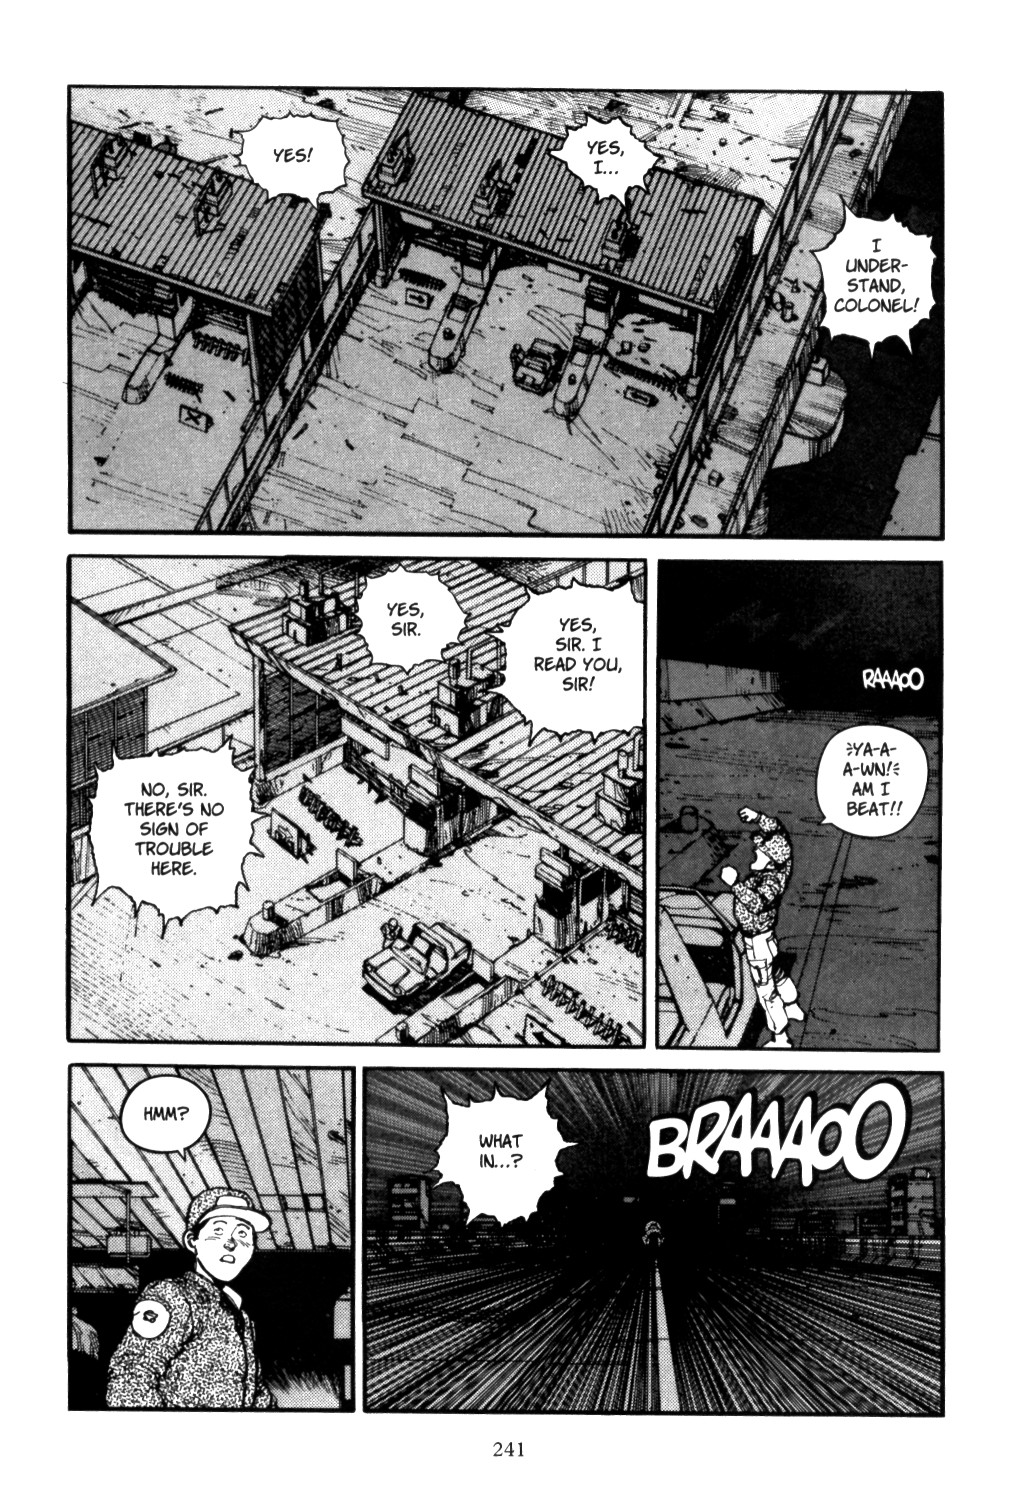 YES!
YES,
I...
I
UNDER-
STAND,
COLONEL!
YES,
SIR.
YES,
SIR. I
READ YOU,
SIR!
NO, SIR.
THERE'S NO
SIGN OF
TROUBLE
HERE.
RAAAOO
YA-A-
A-WN!
AM I
BEAT!!
HMM?
WHAT
IN...?
BRAAAOO
241